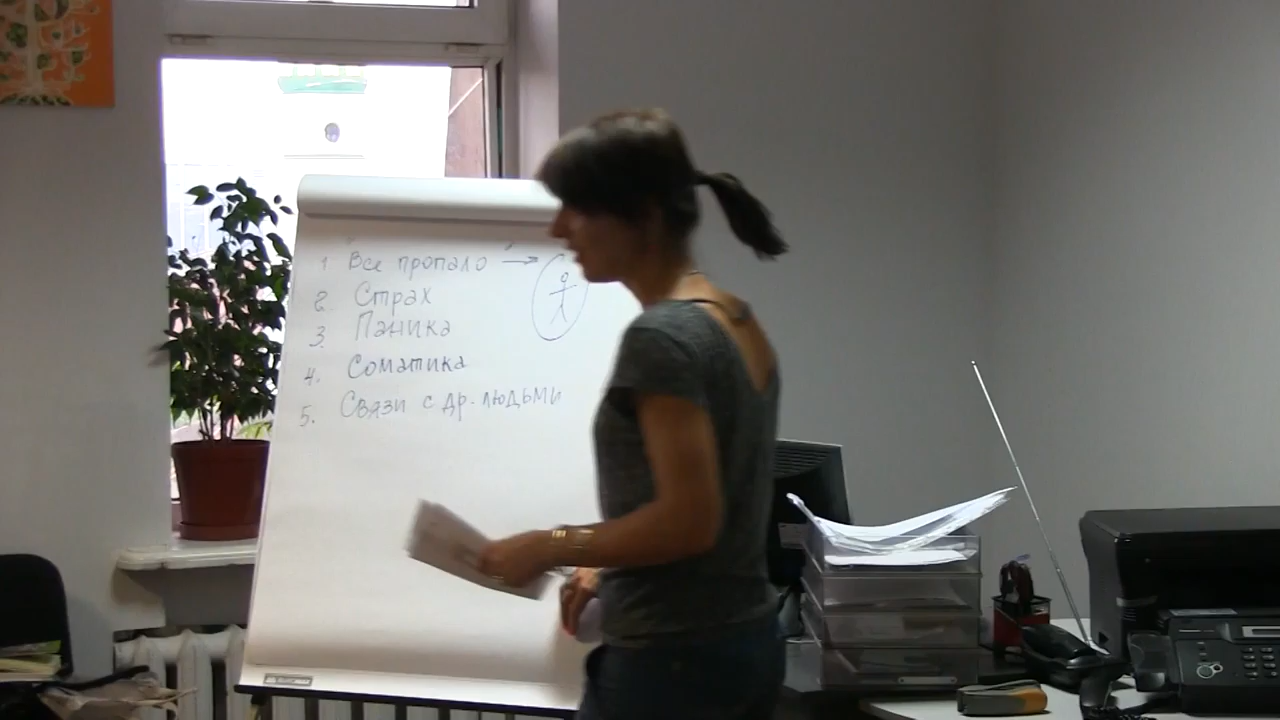 1 Все пропало →
2. Страх
3. Паника
4. Соматика
5. Связи с др. людьми